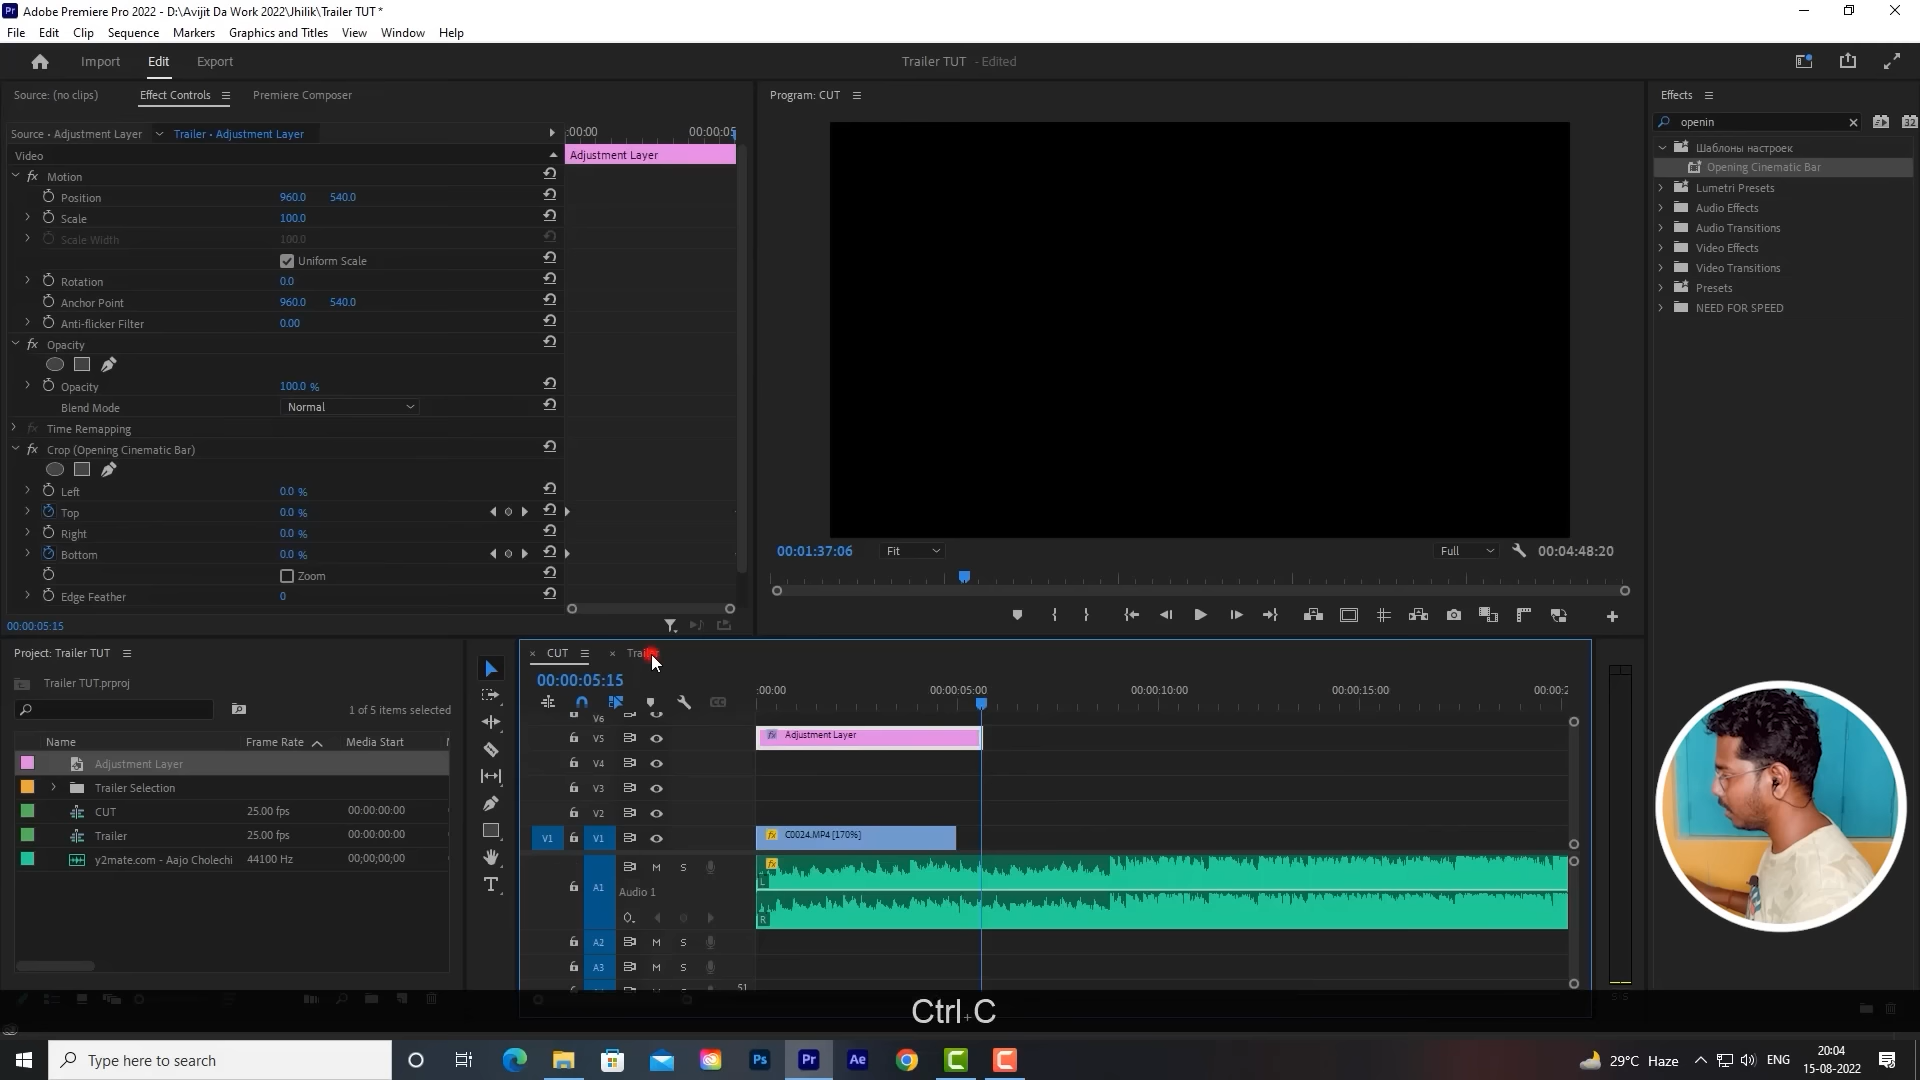 Adobe Premiere Pro 2022 - D:\Avijit Da Work 2022\Jhilik\Trailer TUT *
File Edit Clip Sequence Markers Graphics and Titles View Window Help
Import Edit Export
Trailer TUT - Edited
Source: (no clips) Effect Controls Premiere Composer
Source • Adjustment Layer Trailer • Adjustment Layer
:00:00 00:00:05
Video
Adjustment Layer
Motion
Position 960.0 540.0
Scale 100.0
Scale Width 100.0
Uniform Scale
Rotation 0.0
Anchor Point 960.0 540.0
Anti-flicker Filter 0.00
Opacity
Opacity 100.0 %
Blend Mode Normal
Time Remapping
Crop (Opening Cinematic Bar)
Left 0.0 %
Top 0.0 %
Right 0.0 %
Bottom 0.0 %
Zoom
Edge Feather 0
00:00:05:15
Program: CUT
00:01:37:06 Fit Full 00:04:48:20
Effects
openin
32
Шаблоны настроек
Opening Cinematic Bar
Lumetri Presets
Audio Effects
Audio Transitions
Video Effects
Video Transitions
Presets
NEED FOR SPEED
Project: Trailer TUT
Trailer TUT.prproj
1 of 5 items selected
Name Frame Rate Media Start
Adjustment Layer
Trailer Selection
CUT 25.00 fps 00:00:00:00
Trailer 25.00 fps 00:00:00:00
y2mate.com - Aajo Cholechi 44100 Hz 00;00;00;00
CUT
00:00:05:15
:00:00 00:00:05:00 00:00:10:00 00:00:15:00 00:00:2
V6
V5 Adjustment Layer
V4
V3
V2
V1 V1 C0024.MP4 [170%]
A1 M S
Audio 1
L
R
A2 M S
A3 M S
S S
Ctrl+C
Type here to search
Ps Pr Ae
29°C Haze
ENG
20:04
15-08-2022